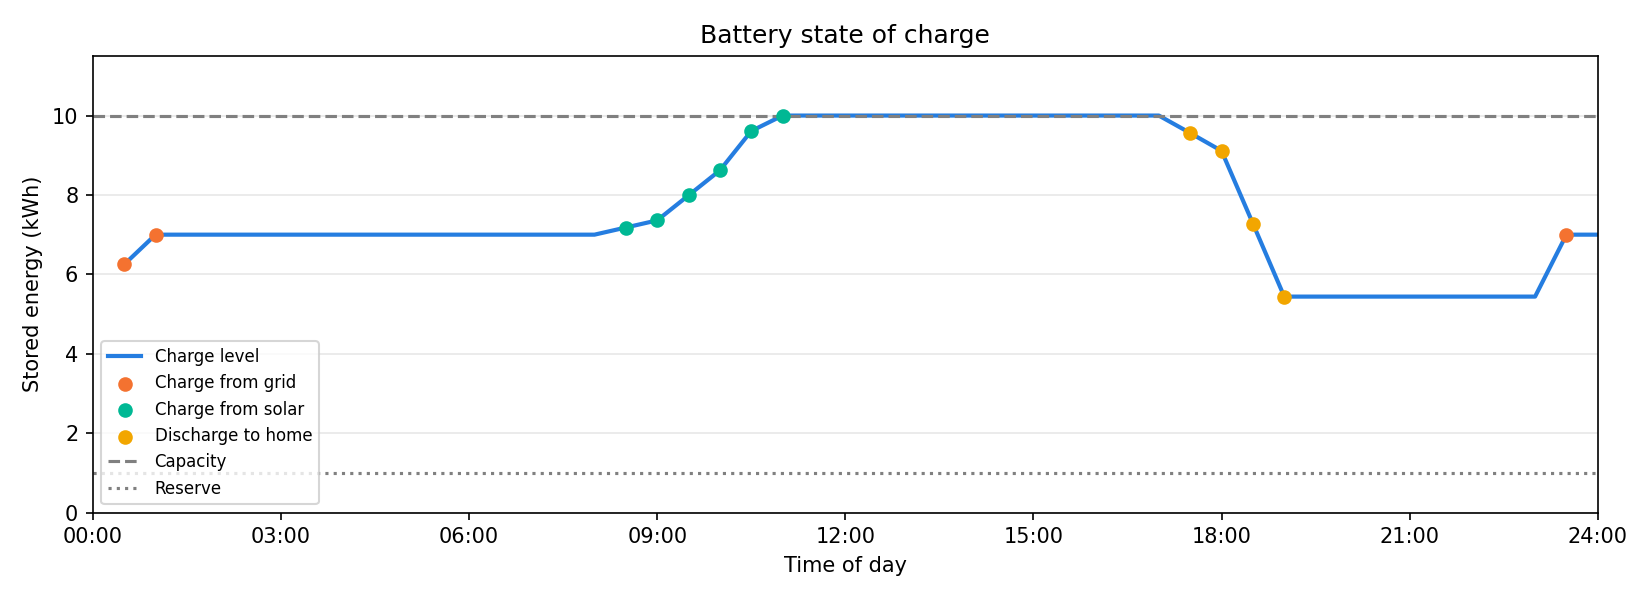 Battery state of charge
Stored energy (kWh)
10
8
6
4
2
0
Charge level
Charge from grid
Charge from solar
Discharge to home
Capacity
Reserve
00:00 03:00 06:00 09:00 12:00 15:00 18:00 21:00 24:00
Time of day